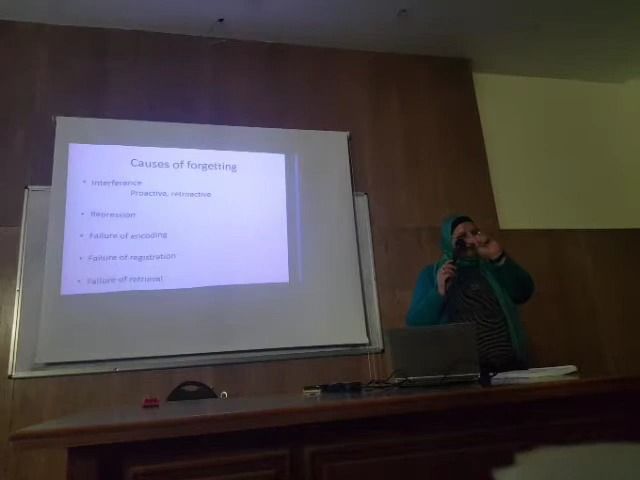 Causes of forgetting
• Interference
Proactive, retroactive
• Repression
• Failure of encoding
• Failure of registration
• Failure of retrieval